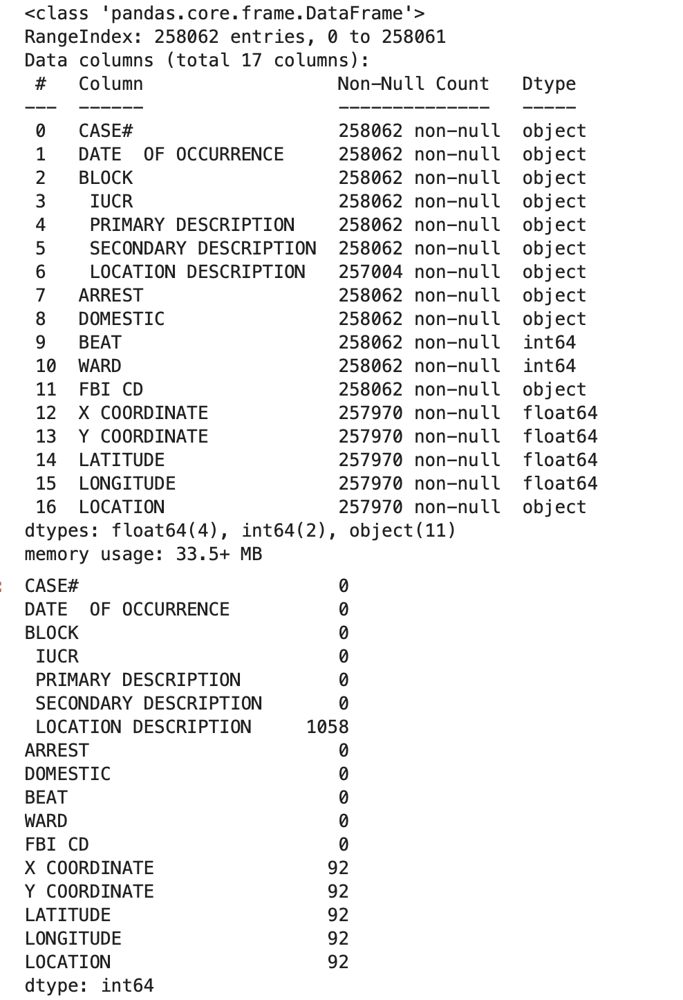 <class 'pandas.core.frame.DataFrame'>
RangeIndex: 258062 entries, 0 to 258061
Data columns (total 17 columns):
 #   Column                  Non-Null Count   Dtype
---  ------                  --------------   -----
 0   CASE#                   258062 non-null  object
 1   DATE  OF OCCURRENCE     258062 non-null  object
 2   BLOCK                   258062 non-null  object
 3    IUCR                   258062 non-null  object
 4    PRIMARY DESCRIPTION    258062 non-null  object
 5    SECONDARY DESCRIPTION  258062 non-null  object
 6    LOCATION DESCRIPTION   257004 non-null  object
 7   ARREST                  258062 non-null  object
 8   DOMESTIC                258062 non-null  object
 9   BEAT                    258062 non-null  int64
 10  WARD                    258062 non-null  int64
 11  FBI CD                  258062 non-null  object
 12  X COORDINATE            257970 non-null  float64
 13  Y COORDINATE            257970 non-null  float64
 14  LATITUDE                257970 non-null  float64
 15  LONGITUDE               257970 non-null  float64
 16  LOCATION                257970 non-null  object
dtypes: float64(4), int64(2), object(11)
memory usage: 33.5+ MB
CASE#                        0
DATE  OF OCCURRENCE          0
BLOCK                        0
 IUCR                        0
 PRIMARY DESCRIPTION         0
 SECONDARY DESCRIPTION       0
 LOCATION DESCRIPTION     1058
ARREST                       0
DOMESTIC                     0
BEAT                         0
WARD                         0
FBI CD                       0
X COORDINATE                92
Y COORDINATE                92
LATITUDE                    92
LONGITUDE                   92
LOCATION                    92
dtype: int64